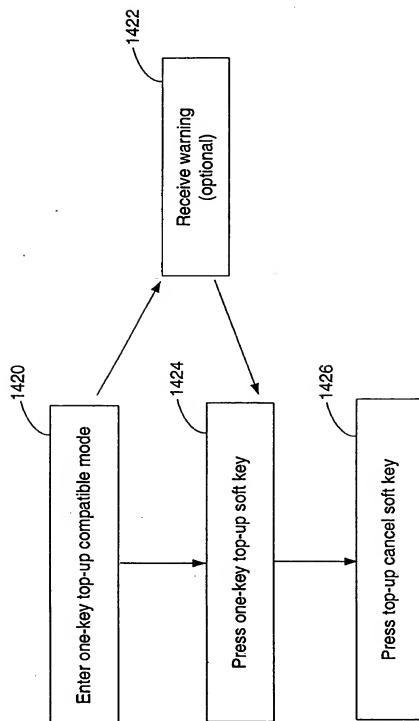 1420
Enter one-key top-up compatible mode
1422
Receive warning
(optional)
1424
Press one-key top-up soft key
1426
Press top-up cancel soft key